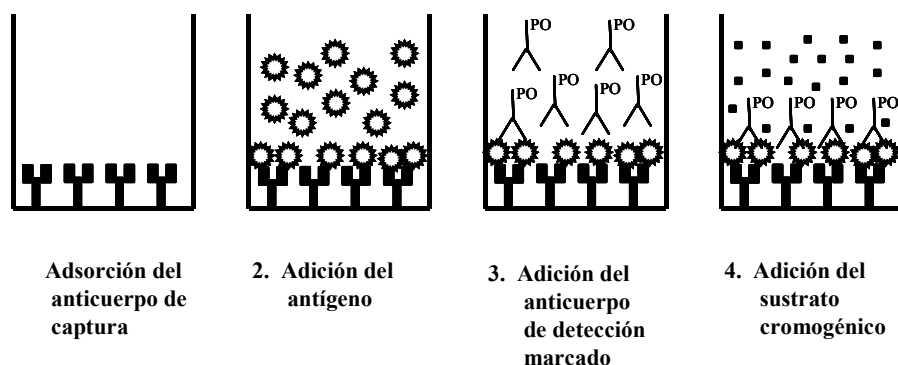 PO PO
PO PO PO PO
PO PO PO PO
Adsorción del
anticuerpo de
captura
2. Adición del
antígeno
3. Adición del
anticuerpo
de detección
marcado
4. Adición del
sustrato
cromogénico